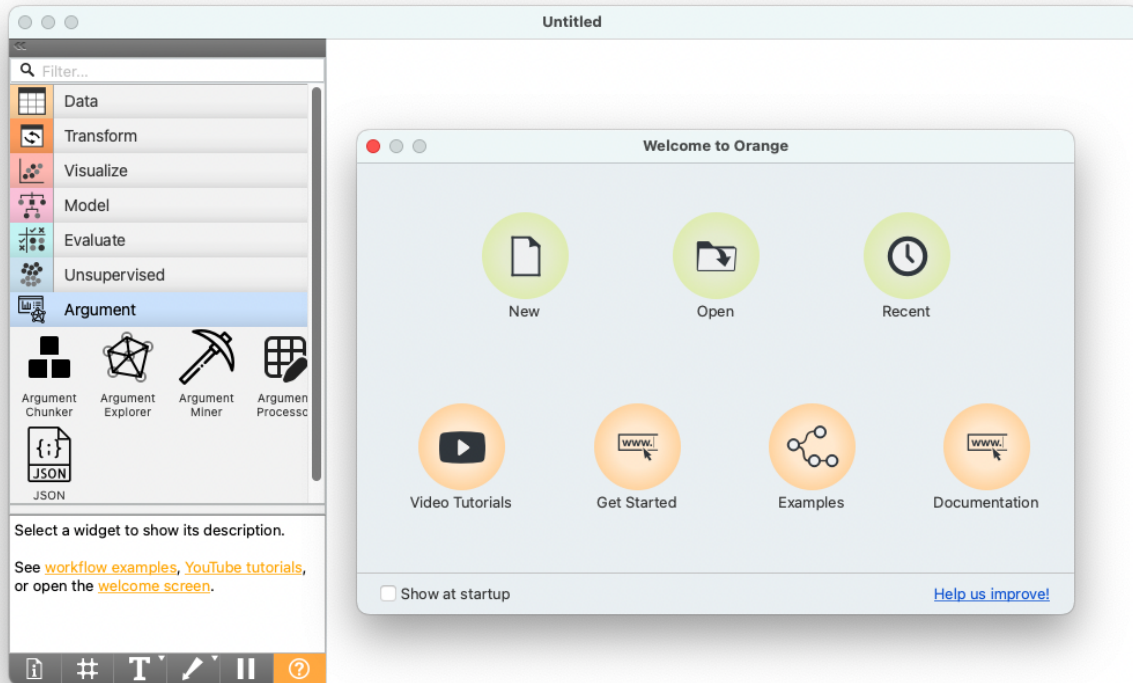 Untitled
Filter...
Data
Transform
Visualize
Model
Evaluate
Unsupervised
Argument
Argument Chunker
Argument Explorer
Argument Miner
Argumen Processo
{;}
JSON
JSON
Select a widget to show its description.
See workflow examples, YouTube tutorials,
or open the welcome screen.
T
?
Welcome to Orange
New
Open
Recent
www.
www.
Video Tutorials
Get Started
Examples
Documentation
Show at startup
Help us improve!